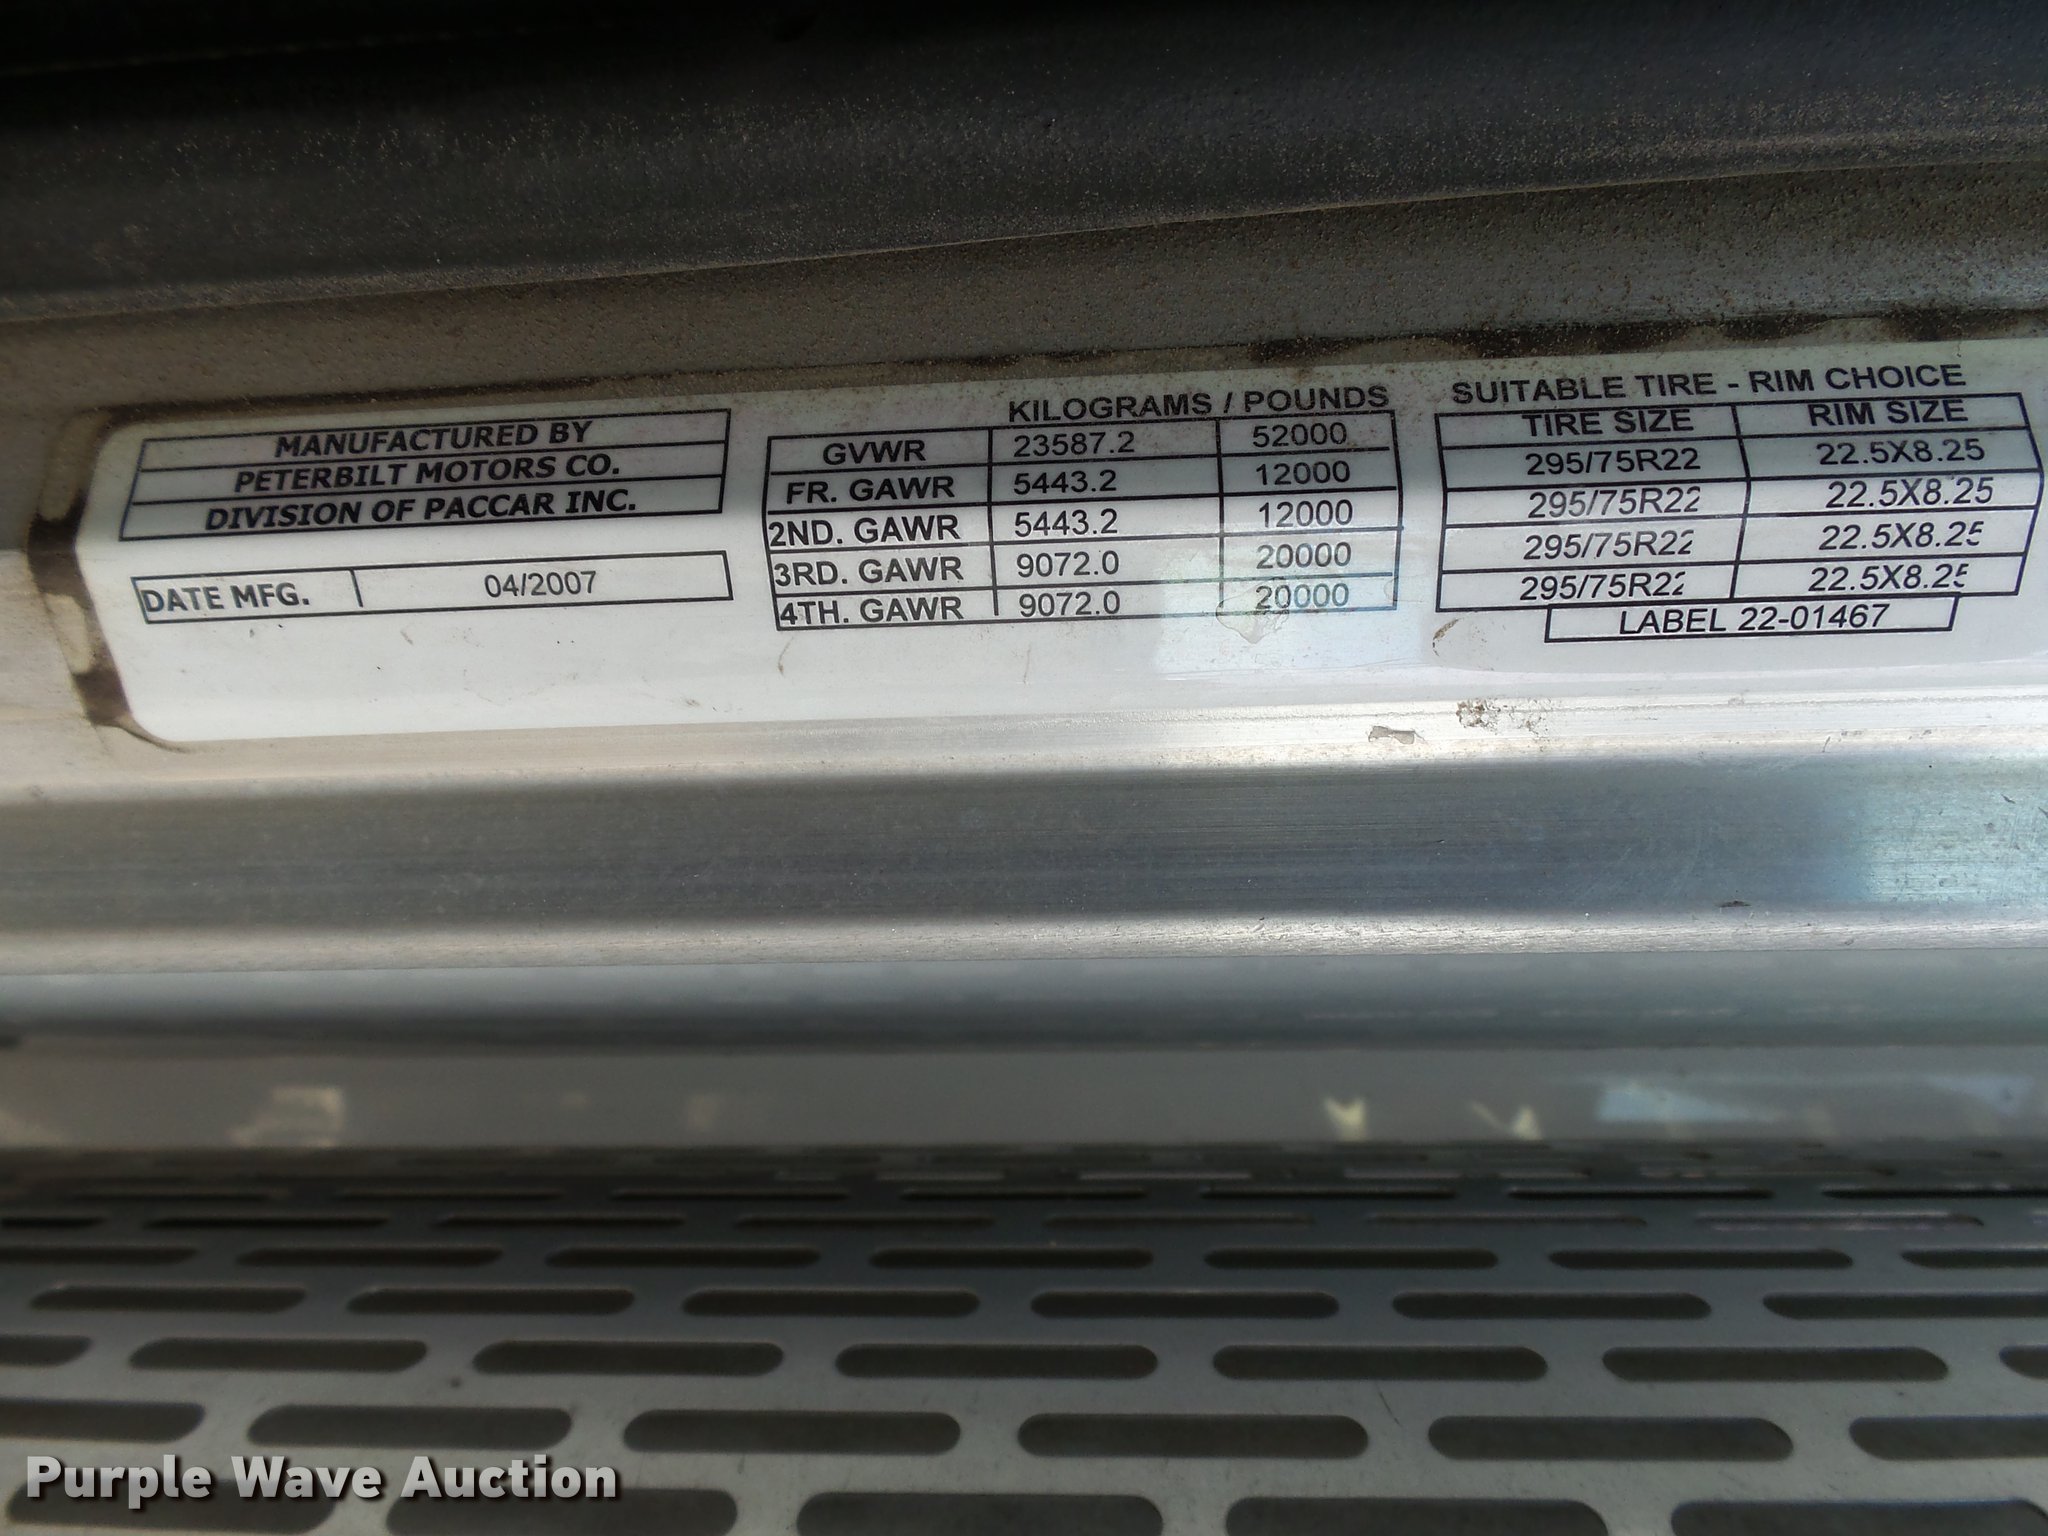 MANUFACTURED BY
PETERBILT MOTORS CO.
DIVISION OF PACCAR INC.
DATE MFG. 04/2007
KILOGRAMS / POUNDS
GVWR 23587.2 52000
FR. GAWR 5443.2 12000
2ND. GAWR 5443.2 12000
3RD. GAWR 9072.0 20000
4TH. GAWR 9072.0 20000
SUITABLE TIRE - RIM CHOICE
TIRE SIZE RIM SIZE
295/75R22 22.5X8.25
295/75R22 22.5X8.25
295/75R22 22.5X8.25
295/75R22 22.5X8.25
LABEL 22-01467
Purple Wave Auction